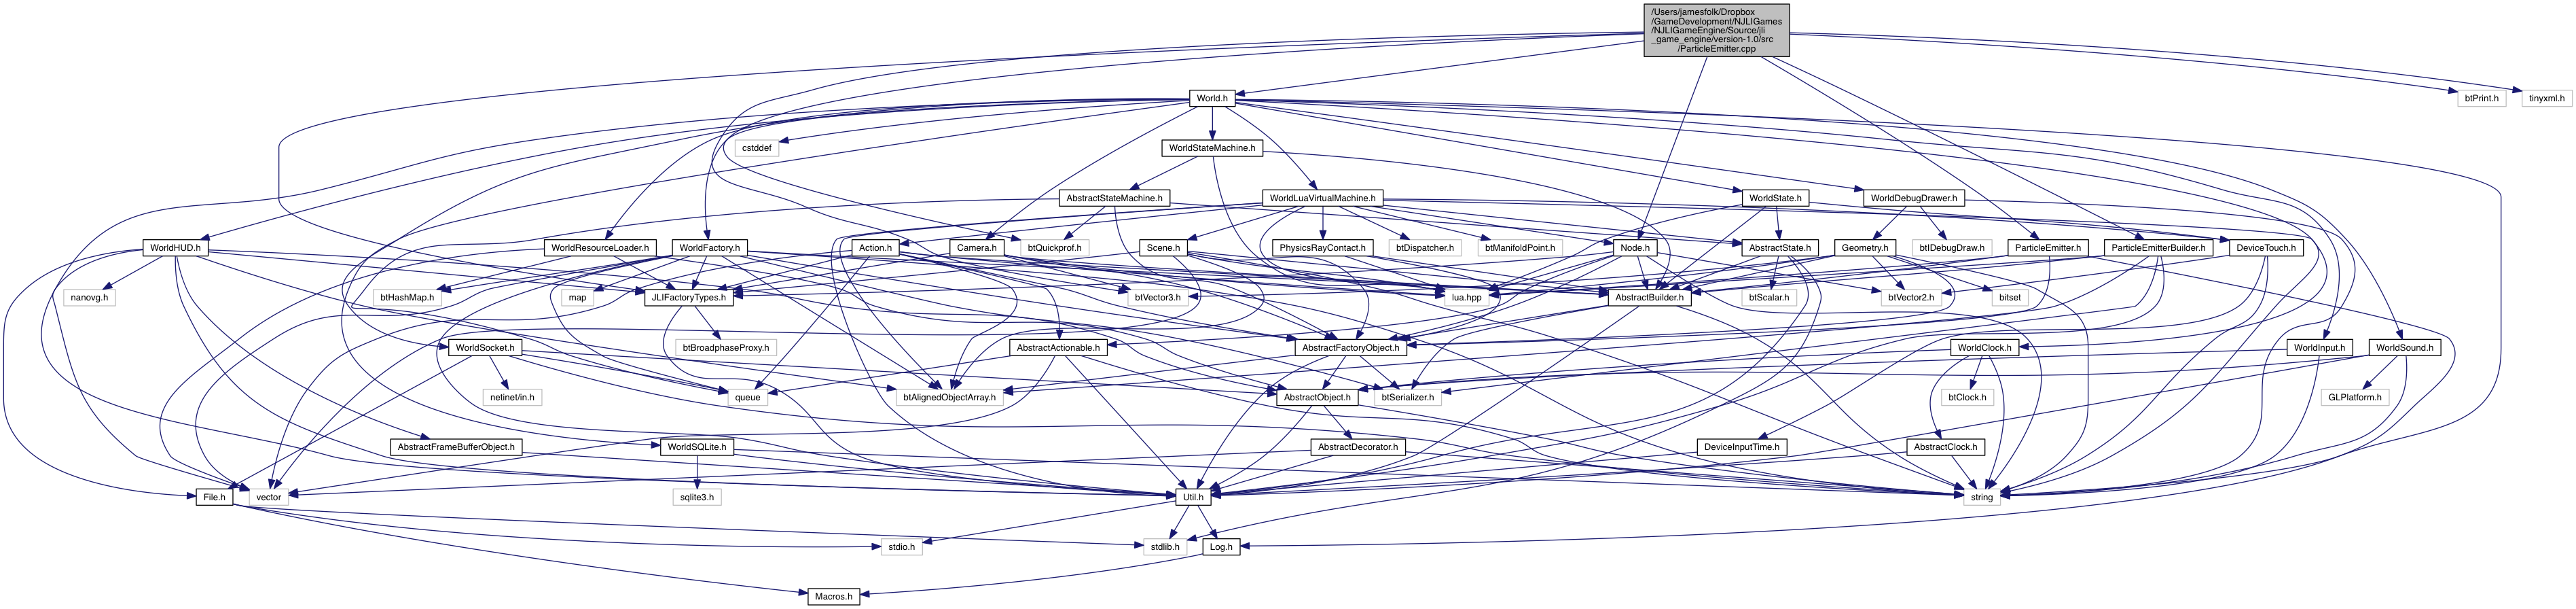 /Users/jamesfolk/Dropbox
/GameDevelopment/NJLIGames
/NJLIGameEngine/Source/jli
_game_engine/version-1.0/src
/ParticleEmitter.cpp
World.h
btPrint.h
tinyxml.h
cstddef
WorldStateMachine.h
AbstractStateMachine.h
WorldLuaVirtualMachine.h
WorldState.h
WorldDebugDrawer.h
WorldHUD.h
WorldResourceLoader.h
WorldFactory.h
Action.h
Camera.h
btQuickprof.h
Scene.h
PhysicsRayContact.h
btDispatcher.h
btManifoldPoint.h
Node.h
AbstractState.h
Geometry.h
btIDebugDraw.h
ParticleEmitter.h
ParticleEmitterBuilder.h
DeviceTouch.h
nanovg.h
btHashMap.h
map
JLIFactoryTypes.h
btVector3.h
lua.hpp
AbstractBuilder.h
btScalar.h
btVector2.h
bitset
WorldSocket.h
btBroadphaseProxy.h
AbstractActionable.h
AbstractFactoryObject.h
WorldClock.h
WorldInput.h
WorldSound.h
netinet/in.h
queue
btAlignedObjectArray.h
AbstractObject.h
btSerializer.h
btClock.h
GLPlatform.h
AbstractFrameBufferObject.h
WorldSQLite.h
AbstractDecorator.h
DeviceInputTime.h
AbstractClock.h
File.h
vector
sqlite3.h
Util.h
string
stdio.h
stdlib.h
Log.h
Macros.h